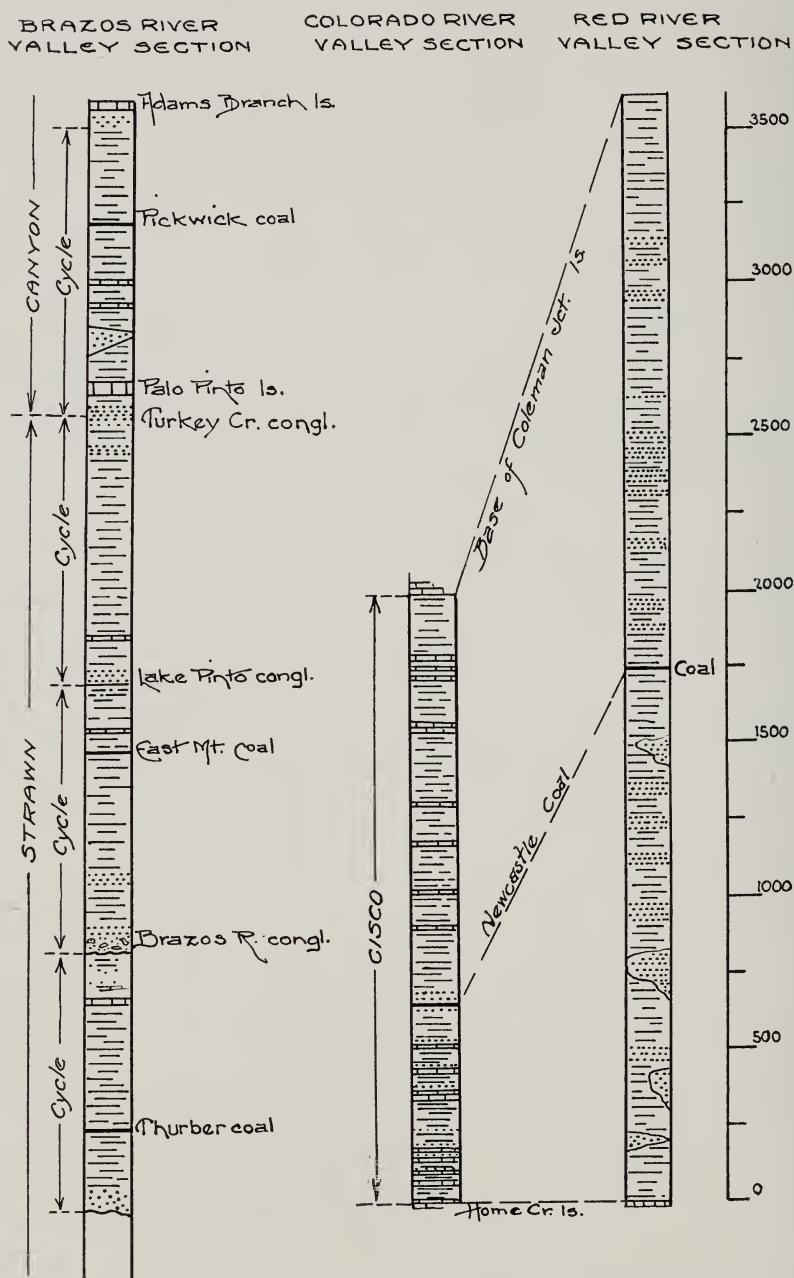 BRAZOS RIVER
VALLEY SECTION
COLORADO RIVER
VALLEY SECTION
RED RIVER
VALLEY SECTION
Adams Branch ls.
Pickwick coal
Palo Pinto ls.
Turkey Cr. congl.
Lake Pinto congl.
East Mt. Coal
Brazos R. congl.
Thurber coal
CANYON
STRAWN
Cycle
Cycle
Cycle
Cycle
CISCO
Base of Coleman Jct. ls.
Newcastle Coal
Home Cr. ls.
Coal
3500
3000
2500
2000
1500
1000
500
0